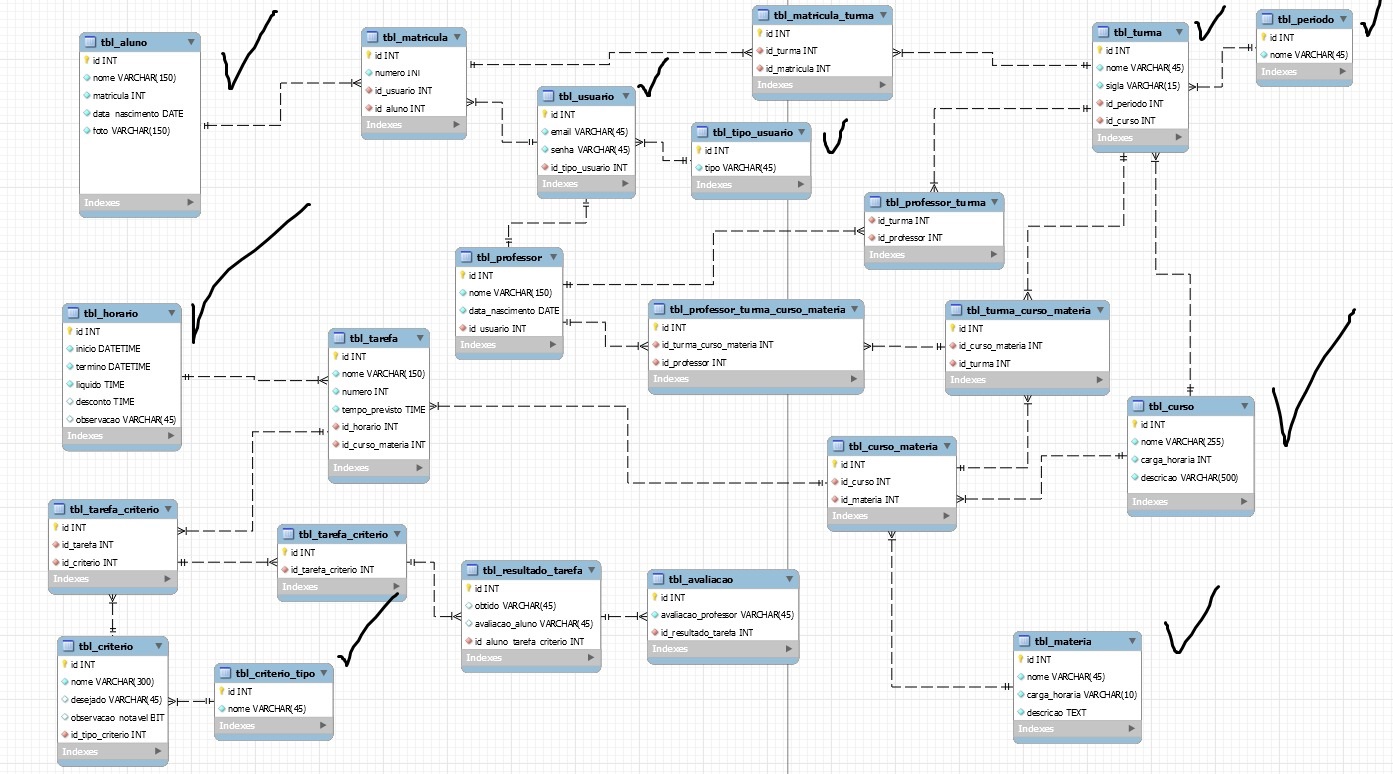 tbl_aluno
id INT
nome VARCHAR(150)
matricula INT
data_nascimento DATE
foto VARCHAR(150)
Indexes
tbl_matricula
id INT
numero INT
id_usuario INT
id_aluno INT
Indexes
tbl_usuario
id INT
email VARCHAR(45)
senha VARCHAR(45)
id_tipo_usuario INT
Indexes
tbl_tipo_usuario
id INT
tipo VARCHAR(45)
Indexes
tbl_matricula_turma
id INT
id_turma INT
id_matricula INT
Indexes
tbl_turma
id INT
nome VARCHAR(45)
sigla VARCHAR(15)
id_periodo INT
id_curso INT
Indexes
tbl_periodo
id INT
nome VARCHAR(45)
Indexes
tbl_professor_turma
id_turma INT
id_professor INT
Indexes
tbl_professor
id INT
nome VARCHAR(150)
data_nascimento DATE
id_usuario INT
Indexes
tbl_horario
id INT
inicio DATETIME
termino DATETIME
liquido TIME
desconto TIME
observacao VARCHAR(45)
Indexes
tbl_tarefa
id INT
nome VARCHAR(150)
numero INT
tempo_previsto TIME
id_horario INT
id_curso_materia INT
Indexes
tbl_professor_turma_curso_materia
id INT
id_turma_curso_materia INT
id_professor INT
Indexes
tbl_turma_curso_materia
id INT
id_curso_materia INT
id_turma INT
Indexes
tbl_curso
id INT
nome VARCHAR(255)
carga_horaria INT
descricao VARCHAR(500)
Indexes
tbl_curso_materia
id INT
id_curso INT
id_materia INT
Indexes
tbl_tarefa_criterio
id INT
id_tarefa INT
id_criterio INT
Indexes
tbl_tarefa_criterio
id INT
id_tarefa_criterio INT
Indexes
tbl_resultado_tarefa
id INT
obtido VARCHAR(45)
avaliacao_aluno VARCHAR(45)
id_aluno_tarefa_criterio INT
Indexes
tbl_avaliacao
id INT
avaliacao_professor VARCHAR(45)
id_resultado_tarefa INT
Indexes
tbl_criterio
id INT
nome VARCHAR(300)
desejado VARCHAR(45)
observacao_notavel BIT
id_tipo_criterio INT
Indexes
tbl_criterio_tipo
id INT
nome VARCHAR(45)
Indexes
tbl_materia
id INT
nome VARCHAR(45)
carga_horaria VARCHAR(10)
descricao TEXT
Indexes